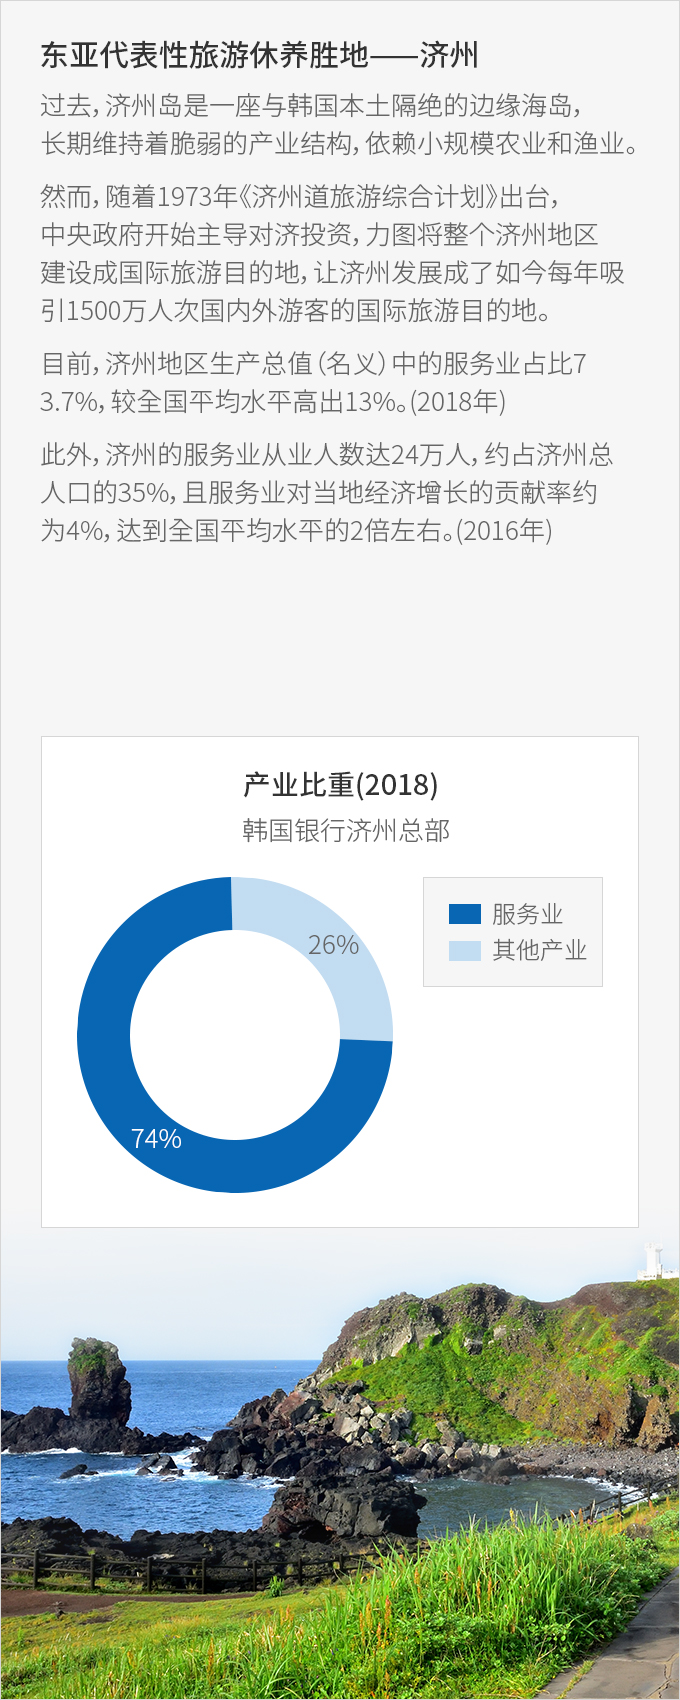 东亚代表性旅游休养胜地——济州
过去，济州岛是一座与韩国本土隔绝的边缘海岛，
长期维持着脆弱的产业结构，依赖小规模农业和渔业。
然而，随着1973年《济州道旅游综合计划》出台，
中央政府开始主导对济投资，力图将整个济州地区
建设成国际旅游目的地，让济州发展成了如今每年吸
引1500万人次国内外游客的国际旅游目的地。
目前，济州地区生产总值（名义）中的服务业占比7
3.7%，较全国平均水平高出13%。(2018年)
此外，济州的服务业从业人数达24万人，约占济州总
人口的35%，且服务业对当地经济增长的贡献率约
为4%，达到全国平均水平的2倍左右。(2016年)
产业比重(2018)
韩国银行济州总部
服务业
其他产业
26%
74%